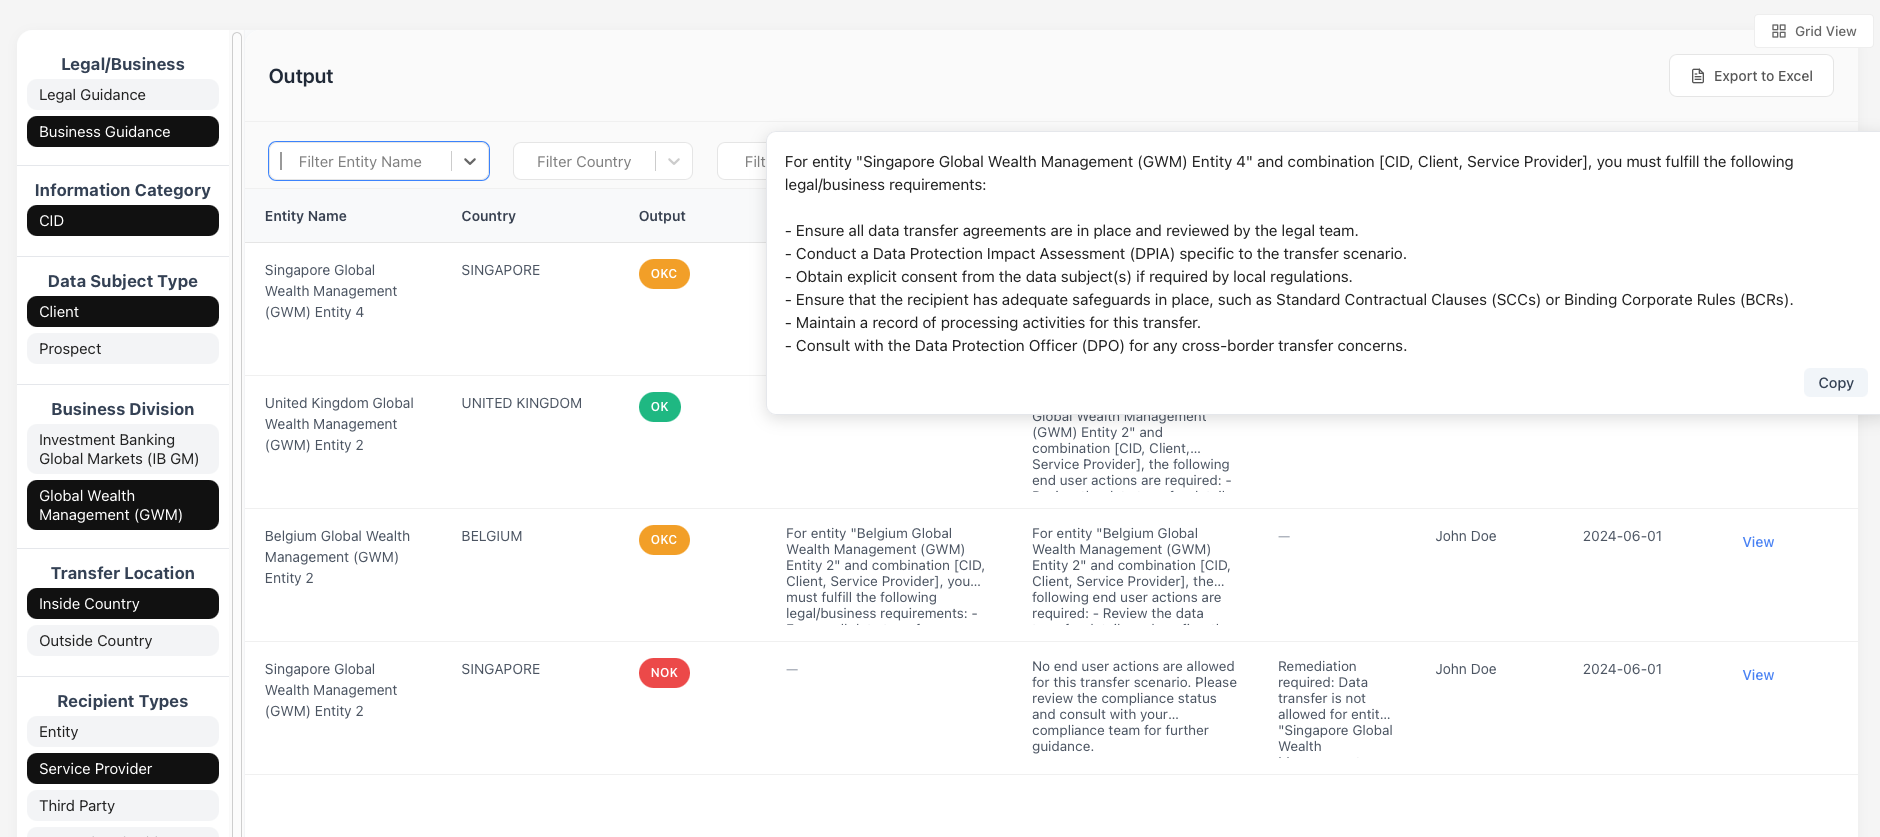 Grid View
Legal/Business
Legal Guidance
Business Guidance
Information Category
CID
Data Subject Type
Client
Prospect
Business Division
Investment Banking
Global Markets (IB GM)
Global Wealth
Management (GWM)
Transfer Location
Inside Country
Outside Country
Recipient Types
Entity
Service Provider
Third Party
Output
Export to Excel
Filter Entity Name
Filter Country
Filt
For entity "Singapore Global Wealth Management (GWM) Entity 4" and combination [CID, Client, Service Provider], you must fulfill the following
legal/business requirements:
- Ensure all data transfer agreements are in place and reviewed by the legal team.
- Conduct a Data Protection Impact Assessment (DPIA) specific to the transfer scenario.
- Obtain explicit consent from the data subject(s) if required by local regulations.
- Ensure that the recipient has adequate safeguards in place, such as Standard Contractual Clauses (SCCs) or Binding Corporate Rules (BCRs).
- Maintain a record of processing activities for this transfer.
- Consult with the Data Protection Officer (DPO) for any cross-border transfer concerns.
Copy
Entity Name
Country
Output
Singapore Global
Wealth Management
(GWM) Entity 4
SINGAPORE
OKC
United Kingdom Global
Wealth Management
(GWM) Entity 2
UNITED KINGDOM
OK
Global Wealth Management
(GWM) Entity 2" and
combination [CID, Client,...
Service Provider], the following
end user actions are required: -
Belgium Global Wealth
Management (GWM)
Entity 2
BELGIUM
OKC
For entity "Belgium Global
Wealth Management (GWM)
Entity 2" and combination [CID,
Client, Service Provider], you...
must fulfill the following
legal/business requirements: -
For entity "Belgium Global
Wealth Management (GWM)
Entity 2" and combination [CID,
Client, Service Provider], the...
following end user actions are
required: - Review the data
—
John Doe
2024-06-01
View
Singapore Global
Wealth Management
(GWM) Entity 2
SINGAPORE
NOK
—
No end user actions are allowed
for this transfer scenario. Please
review the compliance status
and consult with your...
compliance team for further
guidance.
Remediation
required: Data
transfer is not
allowed for entit...
"Singapore Global
Wealth
John Doe
2024-06-01
View